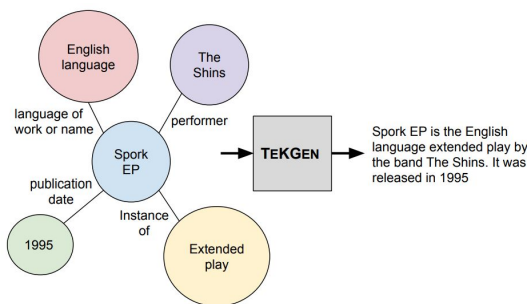 English
language
The
Shins
language of
work or name
performer
Spork
EP
TEKGEN
Spork EP is the English
language extended play by
the band The Shins. It was
released in 1995
publication
date
Instance
of
1995
Extended
play